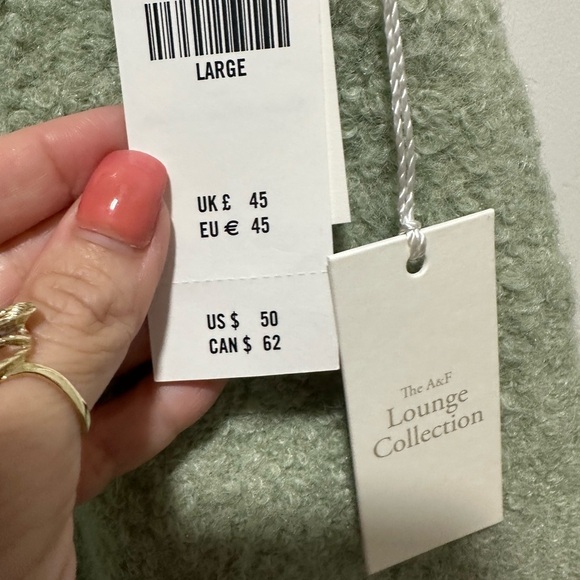 LARGE
UK £ 45
EU € 45
US $ 50
CAN $ 62
The A&F
Lounge
Collection